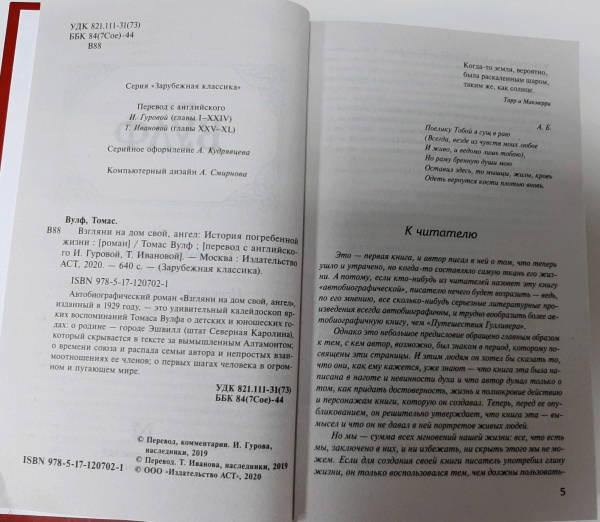 УДК 821.111-31(73)
ББК 84(7Сое)-44
В88
Серия «Зарубежная классика»
Перевод с английского
И. Гуровой (главы I–XXIV)
Т. Ивановой (главы XXV–XL)
Серийное оформление А. Кудрявцева
Компьютерный дизайн А. Смирнова
Вулф, Томас.
В88 Взгляни на дом свой, ангел: История погребенной
жизни : [роман] / Томас Вулф ; [перевод с английско-
го И. Гуровой, Т. Ивановой]. — Москва : Издательство
АСТ, 2020. — 640 с. — (Зарубежная классика).
ISBN 978-5-17-120702-1
Автобиографический роман «Взгляни на дом свой, ангел»,
изданный в 1929 году, — это удивительный калейдоскоп яр-
ких воспоминаний Томаса Вулфа о детских и юношеских го-
дах: о родине — городе Эшвилл (штат Северная Каролина),
который скрывается в тексте за вымышленным Алтамонтом;
о времени союза и распада семьи автора и непростых взаи-
моотношениях ее членов; о первых шагах человека в огром-
ном и пугающем мире.
УДК 821.111-31(73)
ББК 84(7Сое)-44
© Перевод, комментарии. И. Гурова,
наследники, 2019
© Перевод. Т. Иванова, наследники, 2019
ISBN 978-5-17-120702-1 © ООО «Издательство АСТ», 2020
Когда-то земля, вероятно,
была раскаленным шаром,
таким же, как солнце.
Тарр и Макмерри
А. Б.
Поелику Тобой я сущ и раю
(Всегда, везде из чувств моих любое
И живо, и ведомо лишь тобою),
Но раму бренную души мою
Оставил здесь, то мышцы, жилы, кровь
Одеть вернутся кости плотью вновь.
К читателю
Это — первая книга, и автор писал в ней о том, что теперь
ушло и утрачено, но когда-то составляло самую ткань его жиз-
ни. А потому, если кто-нибудь из читателей назовет эту книгу
«автобиографической», писателю нечего будет возразить — ведь,
по его мнению, все сколько-нибудь серьезные литературные про-
изведения всегда автобиографичны, и трудно вообразить более ав-
тобиографичную книгу, чем «Путешествия Гулливера».
Однако это небольшое предисловие обращено главным образом
к тем, с кем автор, возможно, был знаком в период, которому по-
священы эти страницы. И этим людям он хотел бы сказать то,
что они, как ему кажется, уже знают — что книга эта была на-
писана в наготе и невинности духа и что автор думал только о
том, как придать достоверность, жизнь и полнокровие действию
и персонажам книги, которую он создавал. Теперь, перед ее опу-
бликованием, он решительно утверждает, что книга эта — вы-
мысел и что он не давал в ней портретов живых людей.
Но мы — сумма всех мгновений нашей жизни: все, что есть
мы, заключено в них, и ни избежать, ни скрыть этого мы не мо-
жем. Если для создания своей книги писатель употребил глину
жизни, он только воспользовался тем, чем должны пользовать-
5